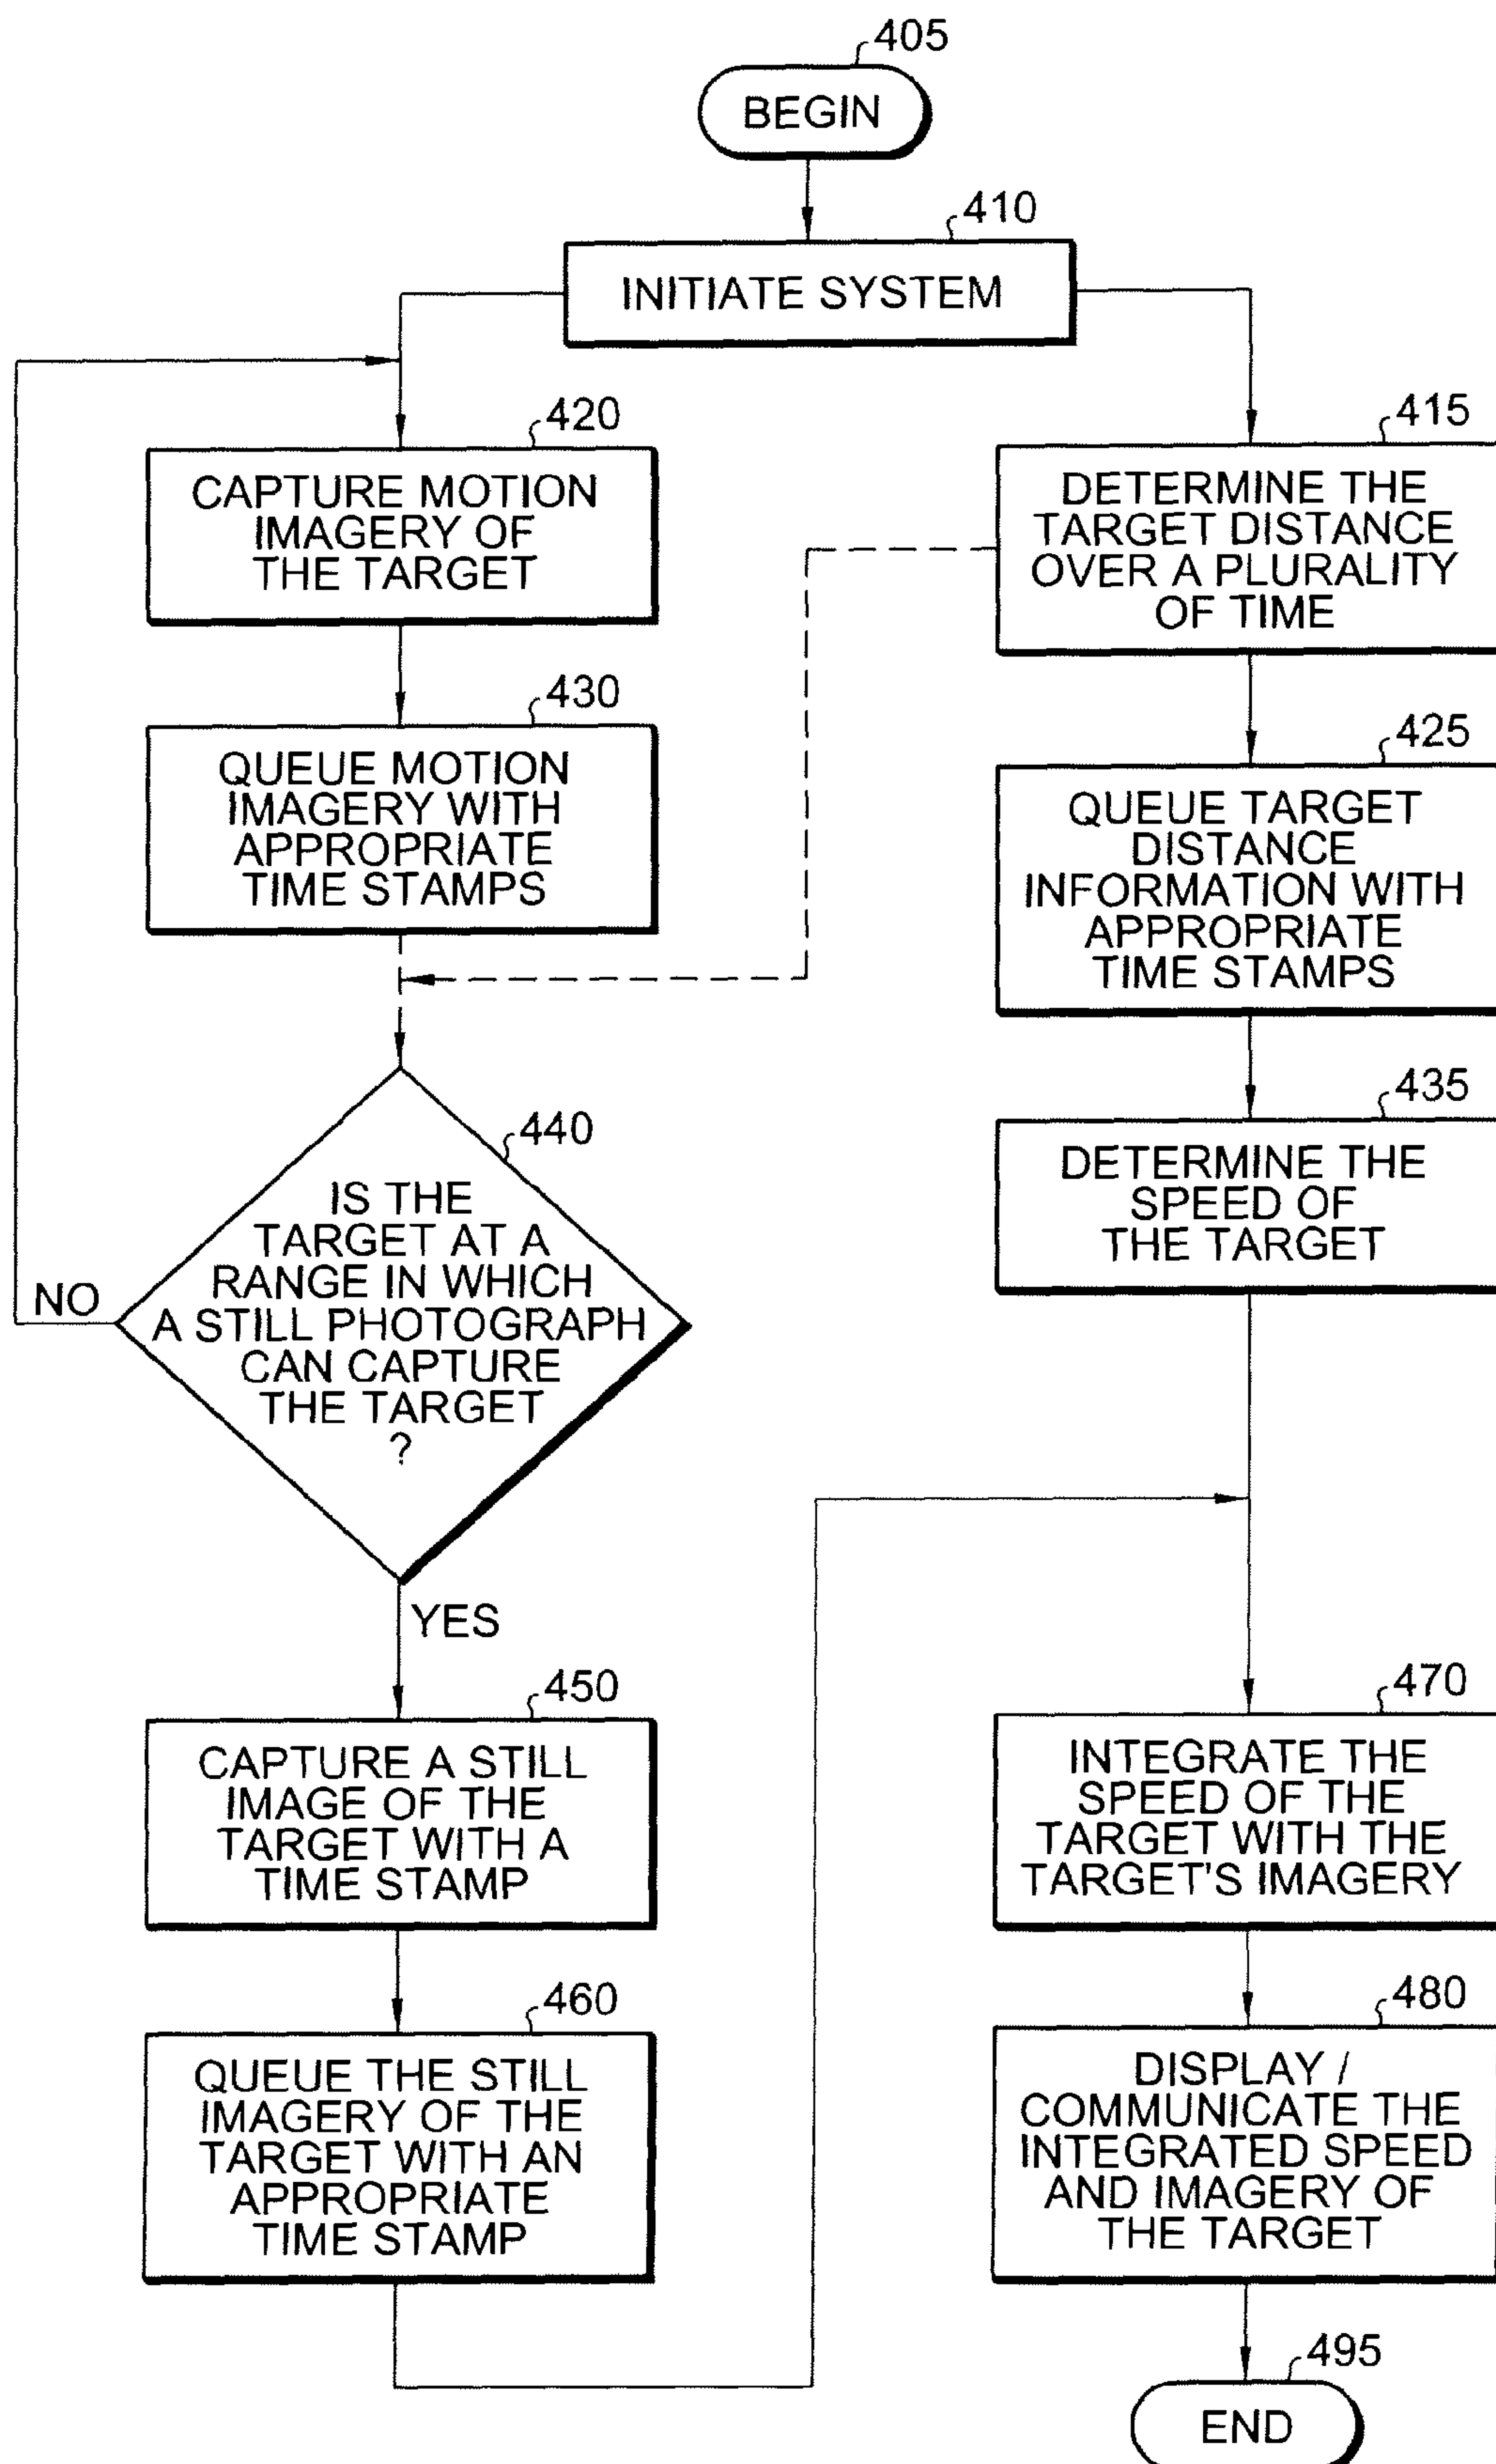 405
BEGIN
410
INITIATE SYSTEM
420
CAPTURE MOTION
IMAGERY OF
THE TARGET
415
DETERMINE THE
TARGET DISTANCE
OVER A PLURALITY
OF TIME
430
QUEUE MOTION
IMAGERY WITH
APPROPRIATE
TIME STAMPS
425
QUEUE TARGET
DISTANCE
INFORMATION WITH
APPROPRIATE
TIME STAMPS
440
IS THE
TARGET AT A
RANGE IN WHICH
A STILL PHOTOGRAPH
CAN CAPTURE
THE TARGET
?
NO
YES
435
DETERMINE THE
SPEED OF
THE TARGET
450
CAPTURE A STILL
IMAGE OF THE
TARGET WITH A
TIME STAMP
460
QUEUE THE STILL
IMAGERY OF THE
TARGET WITH AN
APPROPRIATE
TIME STAMP
470
INTEGRATE THE
SPEED OF THE
TARGET WITH THE
TARGET'S IMAGERY
480
DISPLAY /
COMMUNICATE THE
INTEGRATED SPEED
AND IMAGERY OF
THE TARGET
495
END